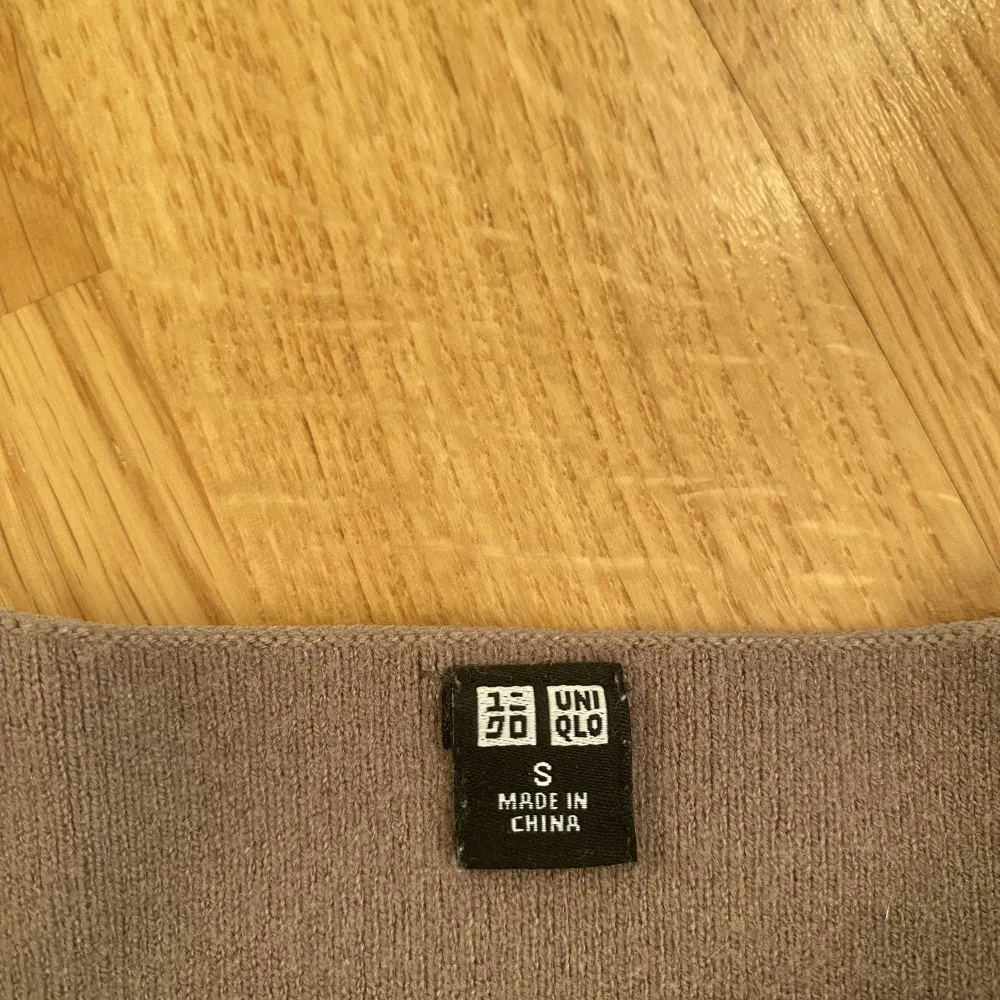 ユニ UNI
クロ QLO
S
MADE IN
CHINA